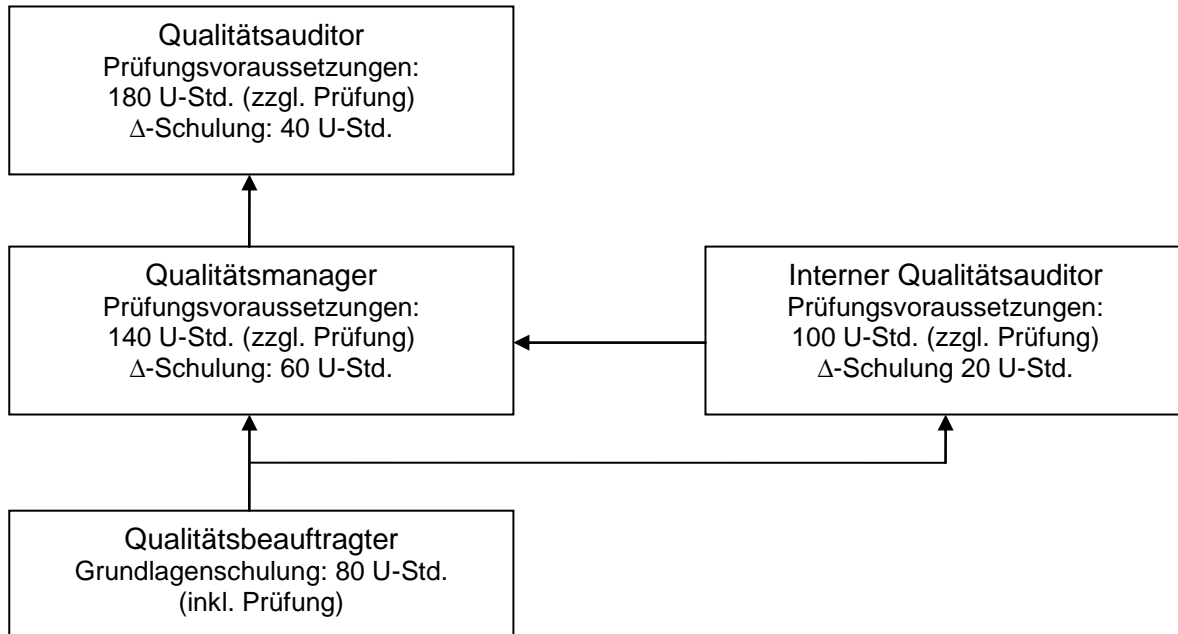 Qualitätsauditor
Prüfungsvoraussetzungen:
180 U-Std. (zzgl. Prüfung)
∆-Schulung: 40 U-Std.
Qualitätsmanager
Prüfungsvoraussetzungen:
140 U-Std. (zzgl. Prüfung)
∆-Schulung: 60 U-Std.
Interner Qualitätsauditor
Prüfungsvoraussetzungen:
100 U-Std. (zzgl. Prüfung)
∆-Schulung 20 U-Std.
Qualitätsbeauftragter
Grundlagenschulung: 80 U-Std.
(inkl. Prüfung)